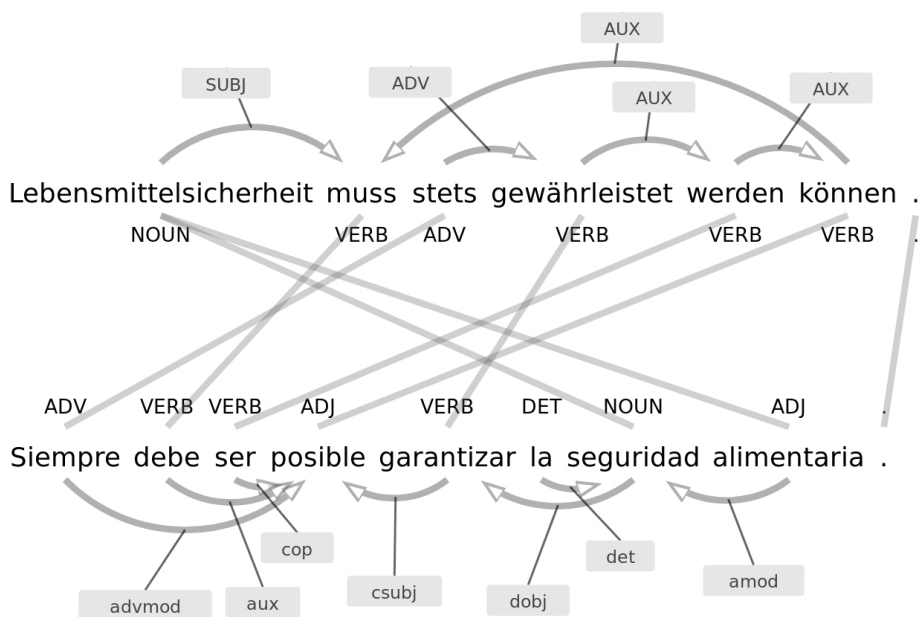 AUX
SUBJ ADV AUX AUX
Lebensmittelsicherheit muss stets gewährleistet werden können .
NOUN VERB ADV VERB VERB VERB .
ADV VERB VERB ADJ VERB DET NOUN ADJ .
Siempre debe ser posible garantizar la seguridad alimentaria .
cop det
advmod aux csubj dobj amod